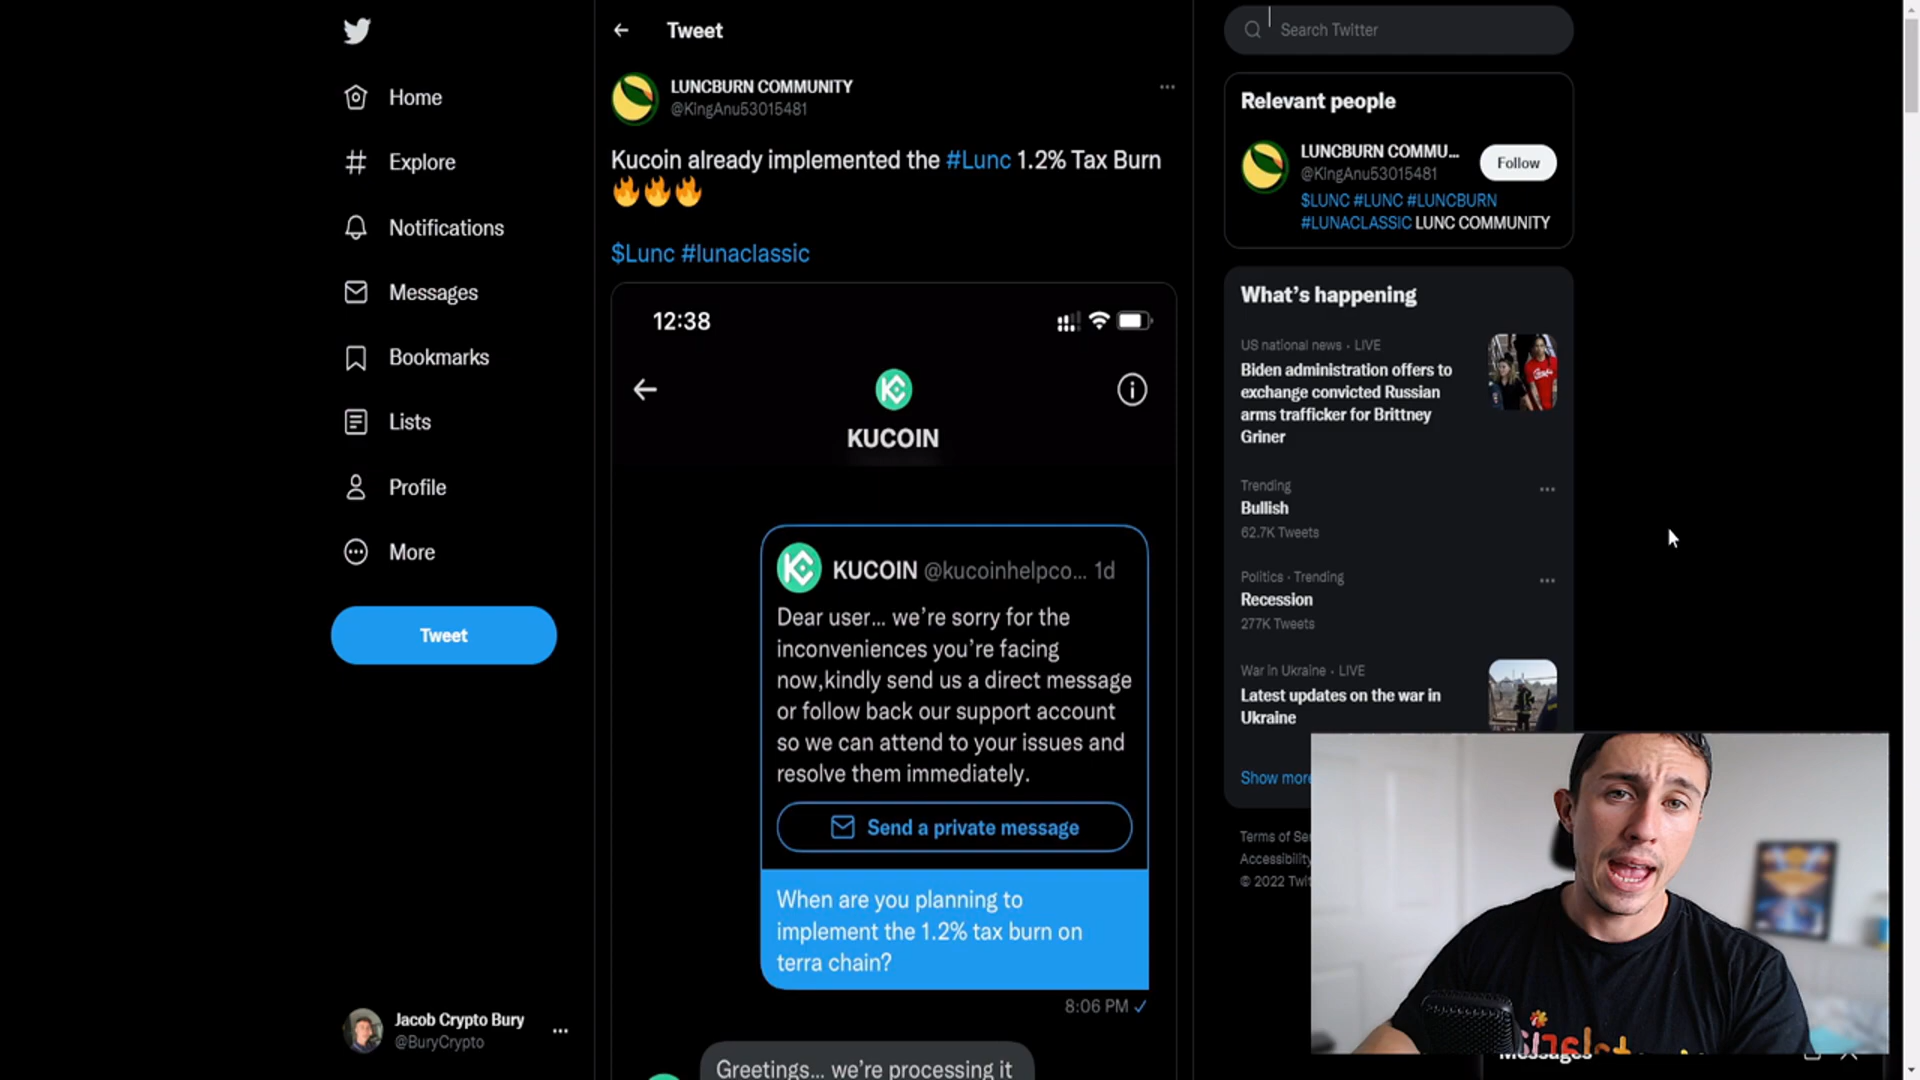 Home
Explore
Notifications
Messages
Bookmarks
Lists
Profile
More
Tweet
Jacob Crypto Bury
@BuryCrypto
Tweet
LUNCBURN COMMUNITY
@KingAnu53015481
Kucoin already implemented the #Lunc 1.2% Tax Burn
🔥🔥🔥
$Lunc #lunaclassic
12:38
KUCOIN
KUCOIN @kucoinhelpco... 1d
Dear user... we're sorry for the
inconveniences you're facing
now,kindly send us a direct message
or follow back our support account
so we can attend to your issues and
resolve them immediately.
Send a private message
When are you planning to
implement the 1.2% tax burn on
terra chain?
8:06 PM
Greetings... we're processing it
Search Twitter
Relevant people
LUNCBURN COMMU...
@KingAnu53015481
Follow
$LUNC #LUNC #LUNCBURN
#LUNACLASSIC LUNC COMMUNITY
What's happening
US national news · LIVE
Biden administration offers to
exchange convicted Russian
arms trafficker for Brittney
Griner
Trending
Bullish
62.7K Tweets
Politics · Trending
Recession
277K Tweets
War in Ukraine · LIVE
Latest updates on the war in
Ukraine
Show more
Terms of
Accessibility
© 2022
Messages